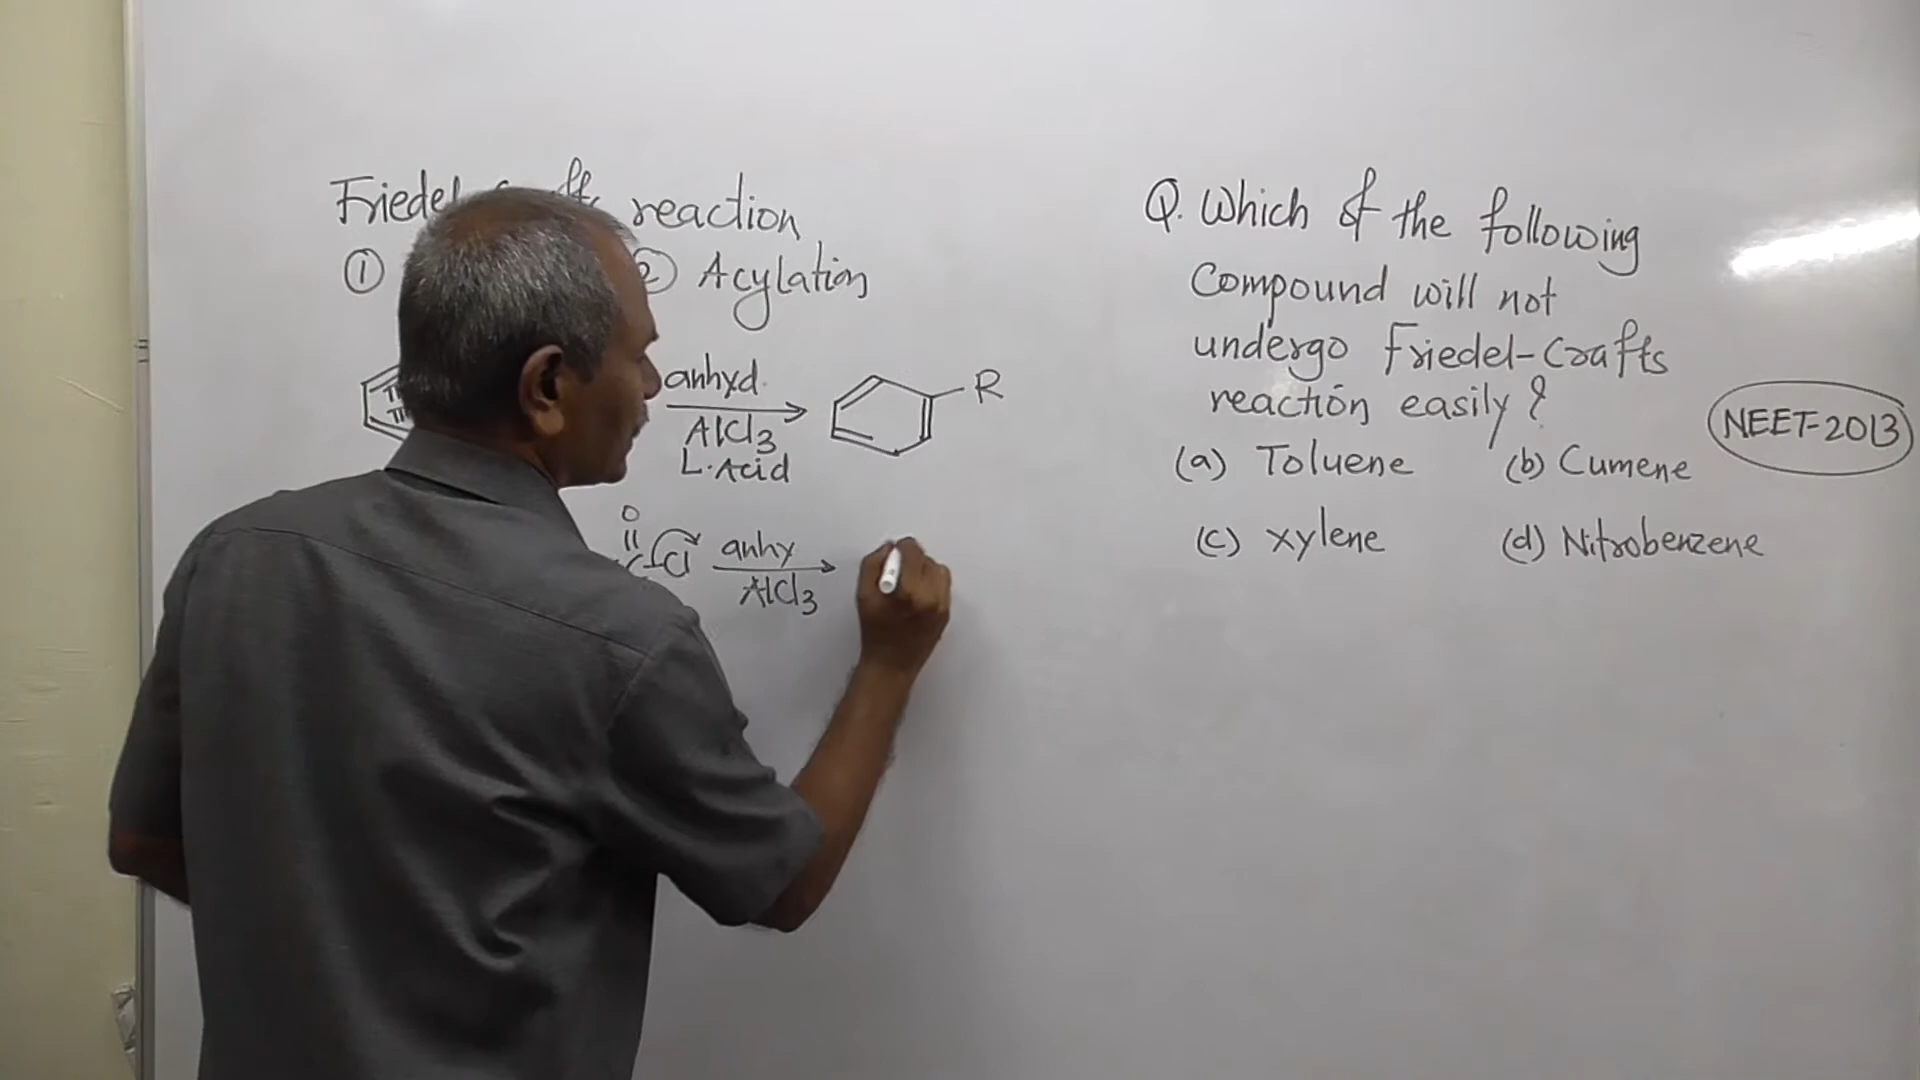 Friedel reaction
① ② Acylation
anhyd.
AlCl3
L.Acid
R
O
C-Cl anhy
AlCl3
Q. Which of the following
Compound will not
undergo Friedel-Crafts
reaction easily?
NEET-2013
(a) Toluene (b) Cumene
(c) xylene (d) Nitrobenzene